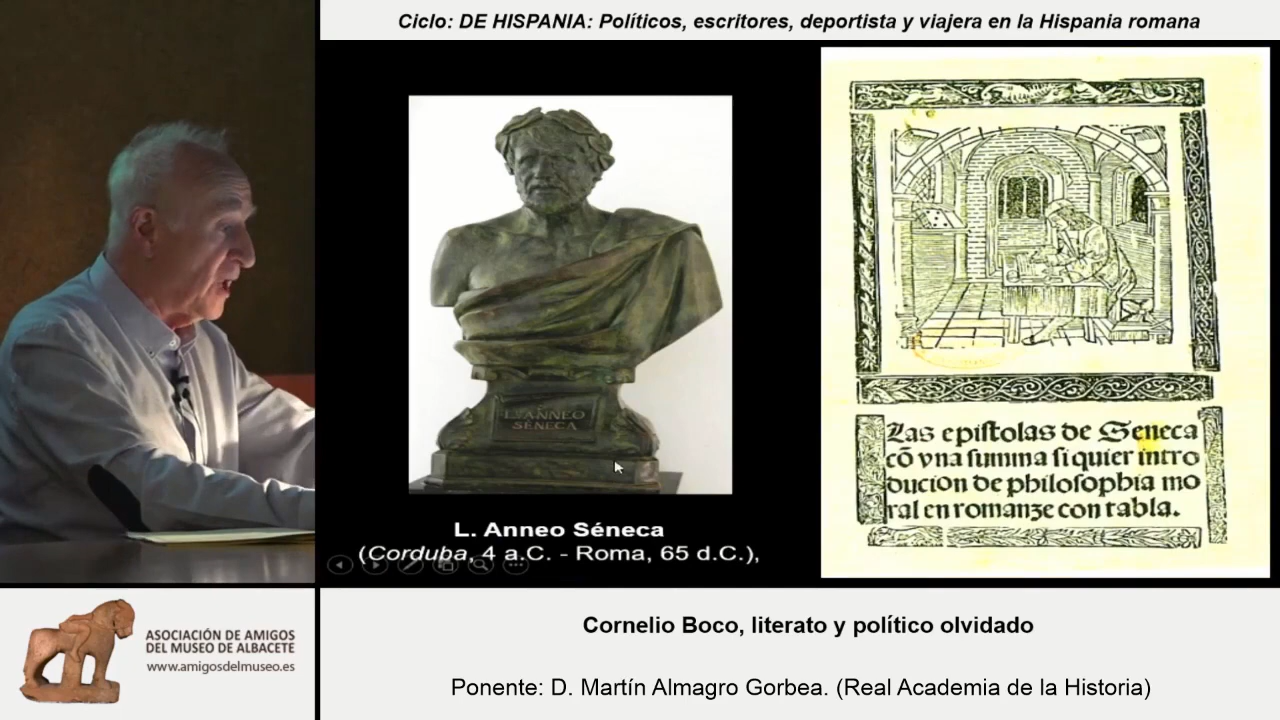 Ciclo: DE HISPANIA: Políticos, escritores, deportista y viajera en la Hispania romana
L. ANNEO
SÉNECA
L. Anneo Séneca
(Corduba, 4 a.C. - Roma, 65 d.C.),
Las epistolas de Seneca
cõ vna summa si quier intro
ducion de philosophia mo
ral en romanze con tabla.
ASOCIACIÓN DE AMIGOS
DEL MUSEO DE ALBACETE
www.amigosdelmuseo.es
Cornelio Boco, literato y político olvidado
Ponente: D. Martín Almagro Gorbea. (Real Academia de la Historia)